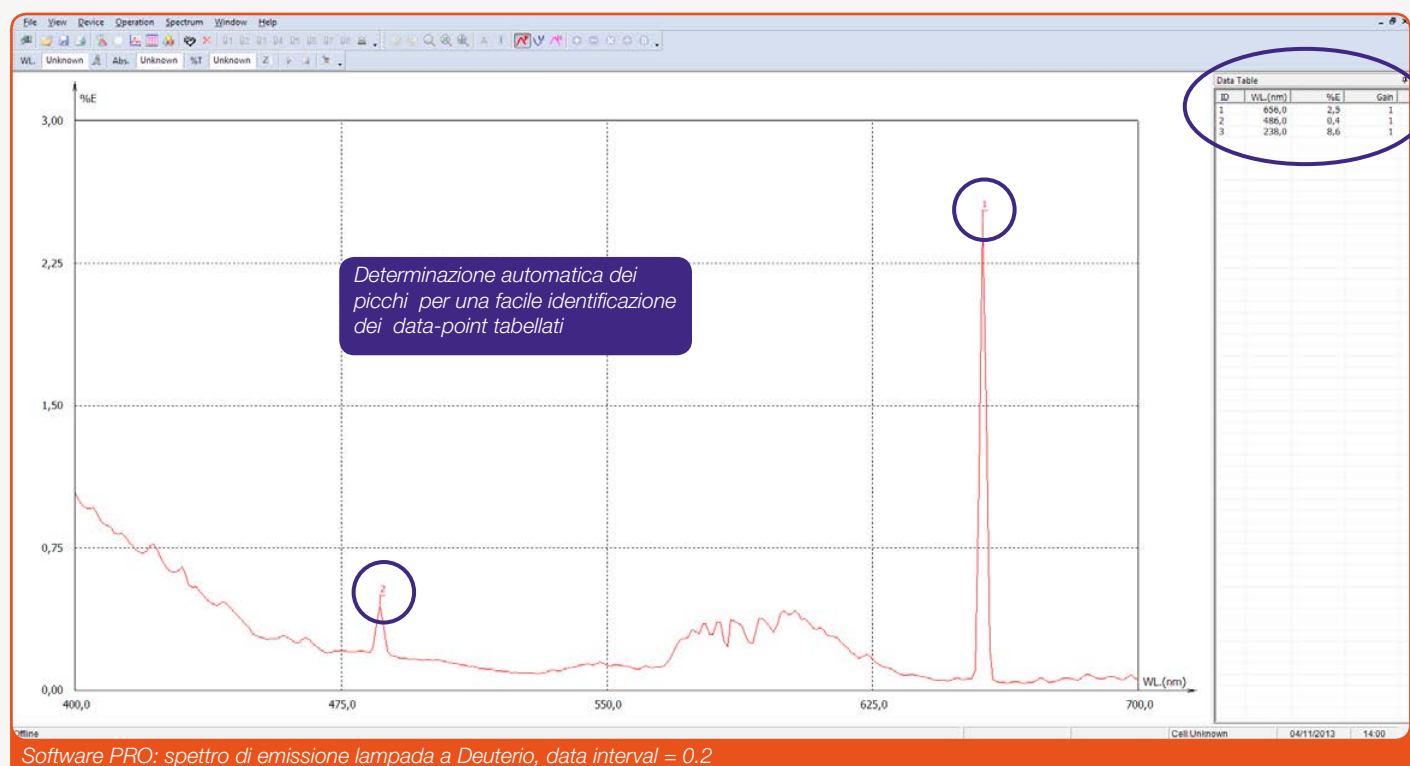 File View Device Operation Spectrum Window Help
WL. Unknown Abs. Unknown %T Unknown Z
%E
3,00
2,25
1,50
0,75
0,00
400,0 475,0 550,0 625,0 700,0
WL.(nm)
1
2
Determinazione automatica dei
picchi per una facile identificazione
dei data-point tabellati
Data Table
ID WL.(nm) %E Gain
1 656,0 2,5 1
2 486,0 0,4 1
3 238,0 8,6 1
Offline Cell:Unknown 04/11/2013 14:00
Software PRO: spettro di emissione lampada a Deuterio, data interval = 0.2